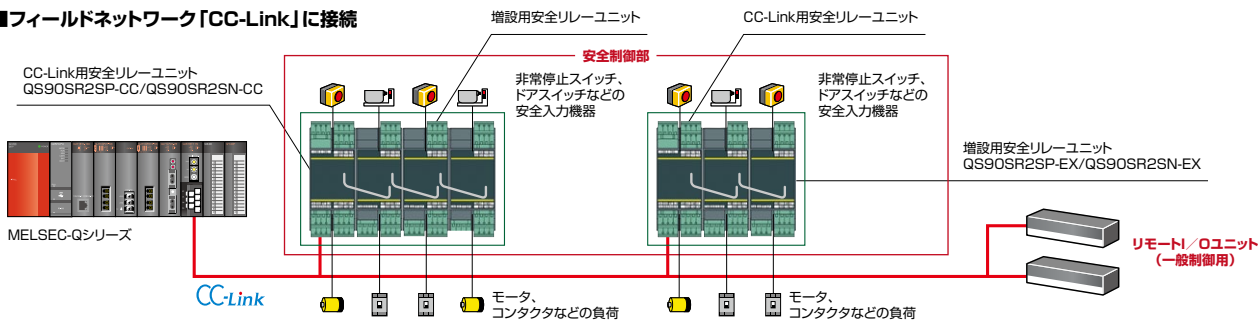 ■フィールドネットワーク「CC-Link」に接続
増設用安全リレーユニット
CC-Link用安全リレーユニット
安全制御部
CC-Link用安全リレーユニット
QS90SR2SP-CC/QS90SR2SN-CC
非常停止スイッチ、
ドアスイッチなどの
安全入力機器
非常停止スイッチ、
ドアスイッチなどの
安全入力機器
増設用安全リレーユニット
QS90SR2SP-EX/QS90SR2SN-EX
MELSEC-Qシリーズ
リモートI/Oユニット
(一般制御用)
CC-Link
モータ、
コンタクタなどの負荷
モータ、
コンタクタなどの負荷